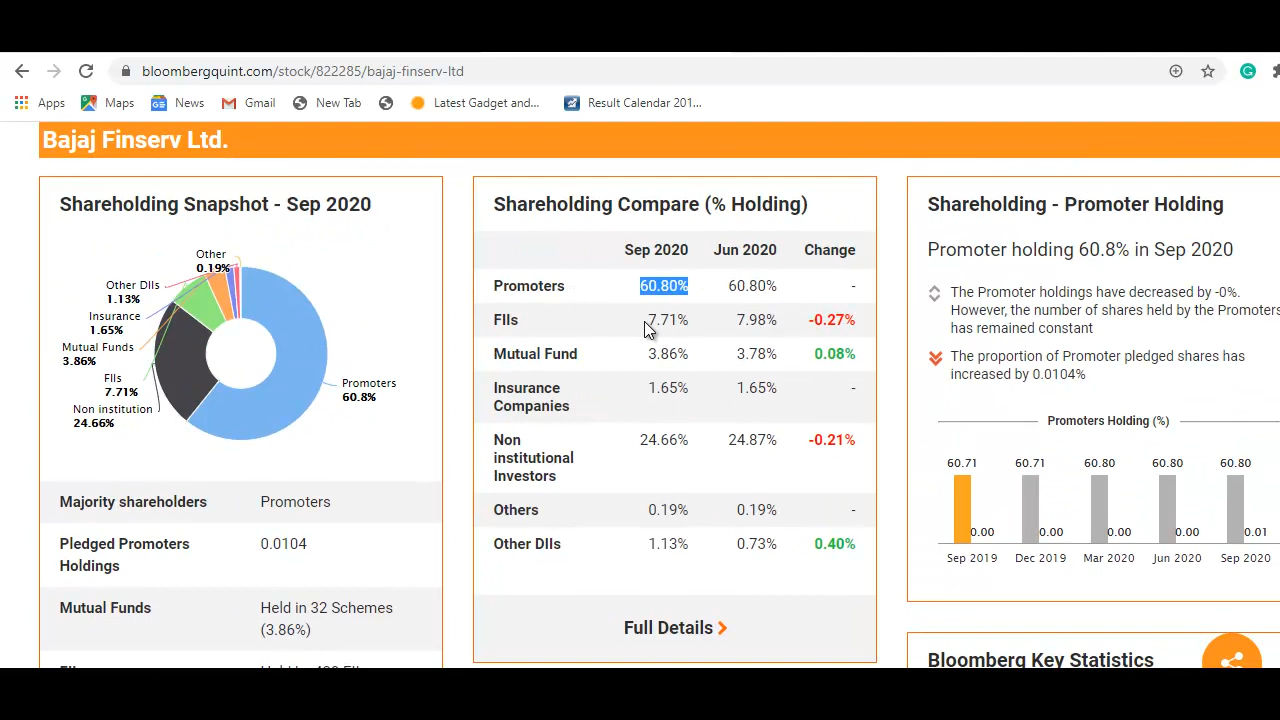 bloombergquint.com/stock/822285/bajaj-finserv-ltd
Apps Maps News Gmail New Tab Latest Gadget and... Result Calendar 201...
Bajaj Finserv Ltd.
Shareholding Snapshot - Sep 2020
Other
0.19%
Other DIIs
1.13%
Insurance
1.65%
Mutual Funds
3.86%
FIIs
7.71%
Non institution
24.66%
Promoters
60.8%
Majority shareholders Promoters
Pledged Promoters 0.0104
Holdings
Mutual Funds Held in 32 Schemes
(3.86%)
Shareholding Compare (% Holding)
Sep 2020 Jun 2020 Change
Promoters 60.80% 60.80% -
FIIs 7.71% 7.98% -0.27%
Mutual Fund 3.86% 3.78% 0.08%
Insurance 1.65% 1.65% -
Companies
Non 24.66% 24.87% -0.21%
institutional
Investors
Others 0.19% 0.19% -
Other DIIs 1.13% 0.73% 0.40%
Full Details
Shareholding - Promoter Holding
Promoter holding 60.8% in Sep 2020
The Promoter holdings have decreased by -0%.
However, the number of shares held by the Promoters
has remained constant
The proportion of Promoter pledged shares has
increased by 0.0104%
Promoters Holding (%)
60.71 60.71 60.80 60.80 60.80
0.00 0.00 0.00 0.00 0.01
Sep 2019 Dec 2019 Mar 2020 Jun 2020 Sep 2020
Bloomberg Key Statistics